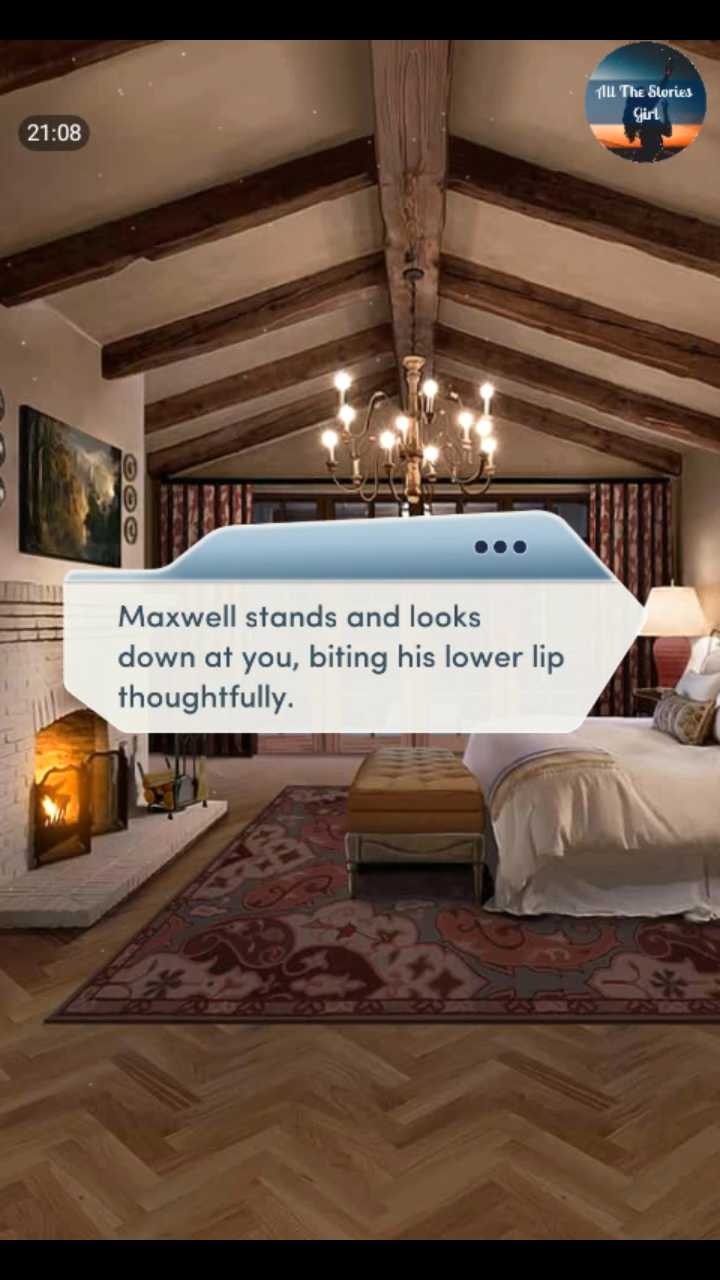 All The Stories
Girl
21:08
Maxwell stands and looks
down at you, biting his lower lip
thoughtfully.